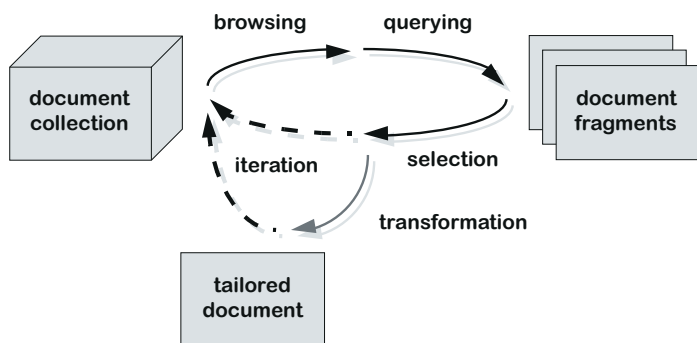 browsing
querying
document
collection
document
fragments
iteration
selection
transformation
tailored
document